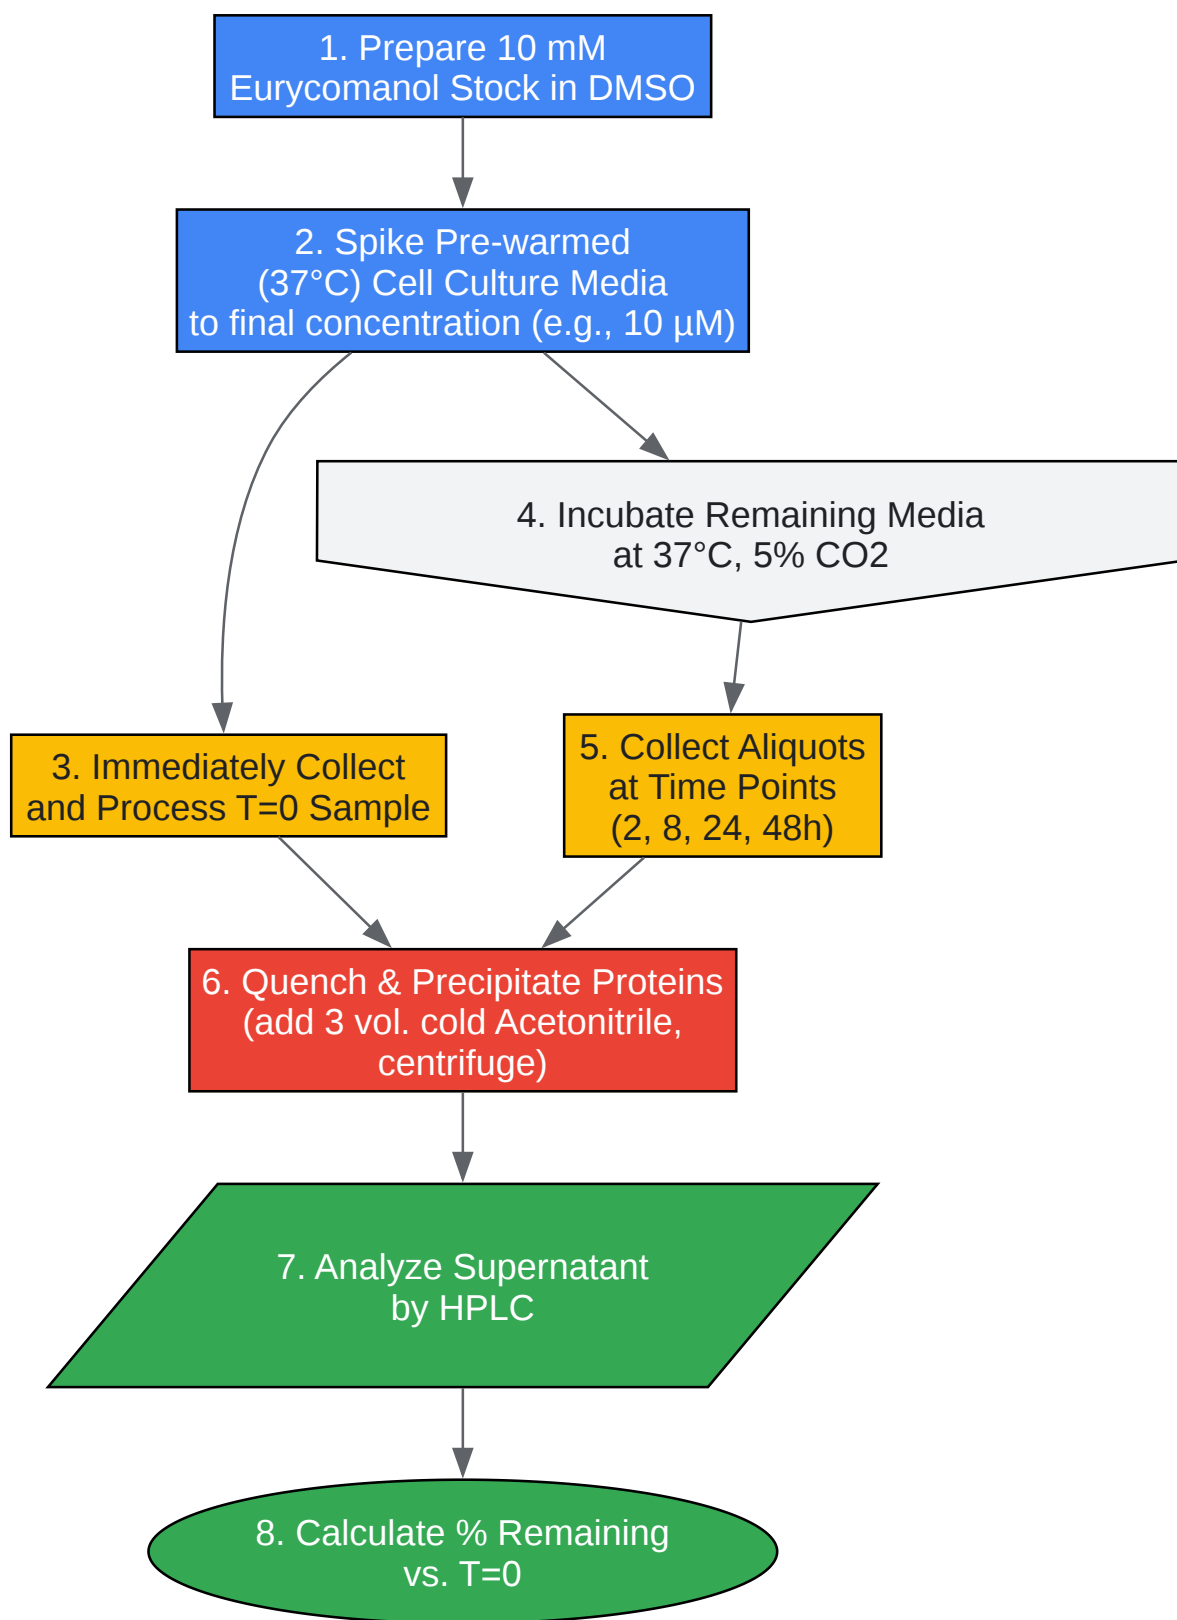 1. Prepare 10 mM
Eurycomanol Stock in DMSO
2. Spike Pre-warmed
(37°C) Cell Culture Media
to final concentration (e.g., 10 µM)
4. Incubate Remaining Media
at 37°C, 5% CO2
3. Immediately Collect
and Process T=0 Sample
5. Collect Aliquots
at Time Points
(2, 8, 24, 48h)
6. Quench & Precipitate Proteins
(add 3 vol. cold Acetonitrile,
centrifuge)
7. Analyze Supernatant
by HPLC
8. Calculate % Remaining
vs. T=0